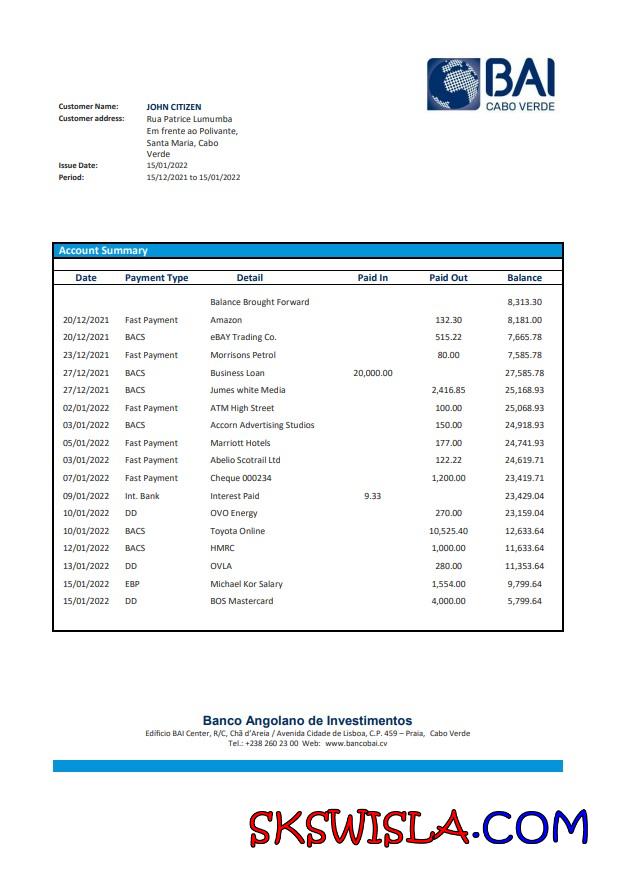 BAI
CABO VERDE
Customer Name: JOHN CITIZEN
Customer address: Rua Patrice Lumumba
Em frente ao Polivante,
Santa Maria, Cabo
Verde
Issue Date: 15/01/2022
Period: 15/12/2021 to 15/01/2022
Account Summary
Date Payment Type Detail Paid In Paid Out Balance
Balance Brought Forward 8,313.30
20/12/2021 Fast Payment Amazon 132.30 8,181.00
20/12/2021 BACS eBAY Trading Co. 515.22 7,665.78
23/12/2021 Fast Payment Morrisons Petrol 80.00 7,585.78
27/12/2021 BACS Business Loan 20,000.00 27,585.78
27/12/2021 BACS Jumes white Media 2,416.85 25,168.93
02/01/2022 Fast Payment ATM High Street 100.00 25,068.93
03/01/2022 BACS Accorn Advertising Studios 150.00 24,918.93
05/01/2022 Fast Payment Marriott Hotels 177.00 24,741.93
03/01/2022 Fast Payment Abelio Scotrail Ltd 122.22 24,619.71
07/01/2022 Fast Payment Cheque 000234 1,200.00 23,419.71
09/01/2022 Int. Bank Interest Paid 9.33 23,429.04
10/01/2022 DD OVO Energy 270.00 23,159.04
10/01/2022 BACS Toyota Online 10,525.40 12,633.64
12/01/2022 BACS HMRC 1,000.00 11,633.64
13/01/2022 DD OVLA 280.00 11,353.64
15/01/2022 EBP Michael Kor Salary 1,554.00 9,799.64
15/01/2022 DD BOS Mastercard 4,000.00 5,799.64
Banco Angolano de Investimentos
Edifício BAI Center, R/C, Chã d'Areia / Avenida Cidade de Lisboa, C.P. 459 – Praia, Cabo Verde
Tel.: +238 260 23 00 Web: www.bancobai.cv
SKSWISLA.COM